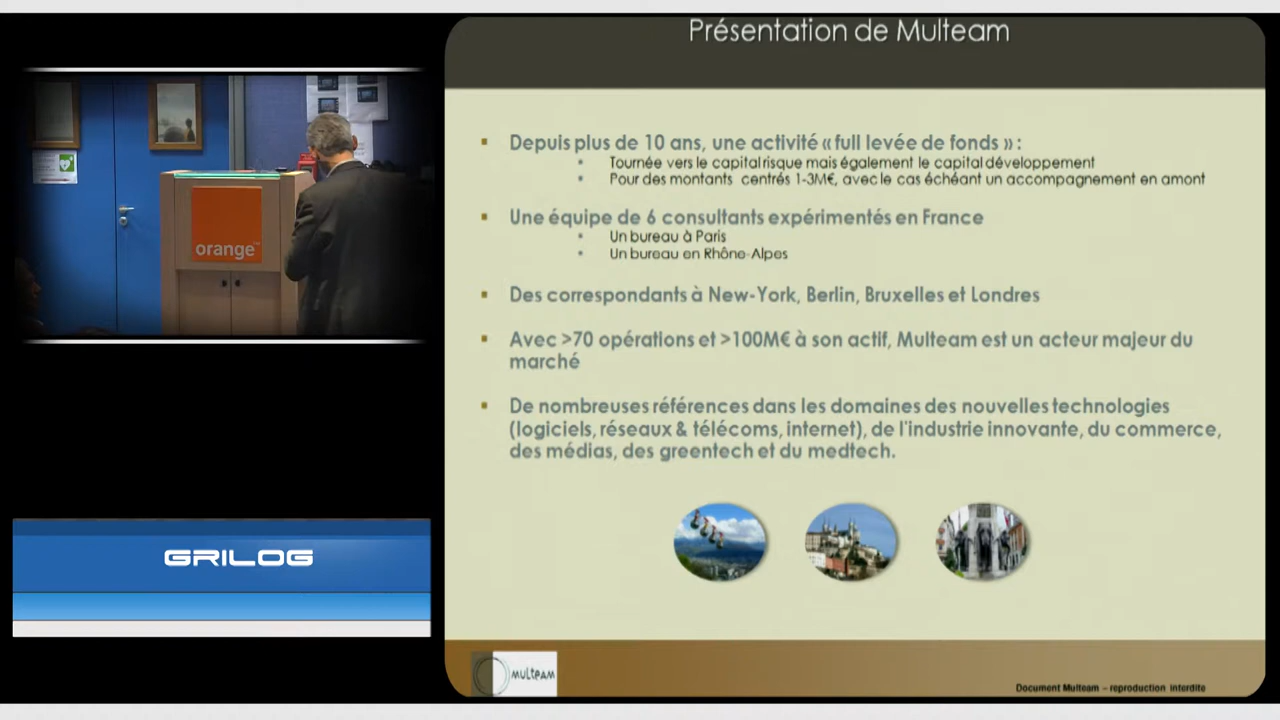 Présentation de Multeam
Depuis plus de 10 ans, une activité « full levée de fonds » :
Tournée vers le capital risque mais également le capital développement
Pour des montants centrés 1-3M€, avec le cas échéant un accompagnement en amont
Une équipe de 6 consultants expérimentés en France
Un bureau à Paris
Un bureau en Rhône-Alpes
Des correspondants à New-York, Berlin, Bruxelles et Londres
Avec >70 opérations et >100M€ à son actif, Multeam est un acteur majeur du
marché
De nombreuses références dans les domaines des nouvelles technologies
(logiciels, réseaux & télécoms, internet), de l'industrie innovante, du commerce,
des médias, des greentech et du medtech.
orange™
GRILOG
multeam
Document Multeam – reproduction interdite